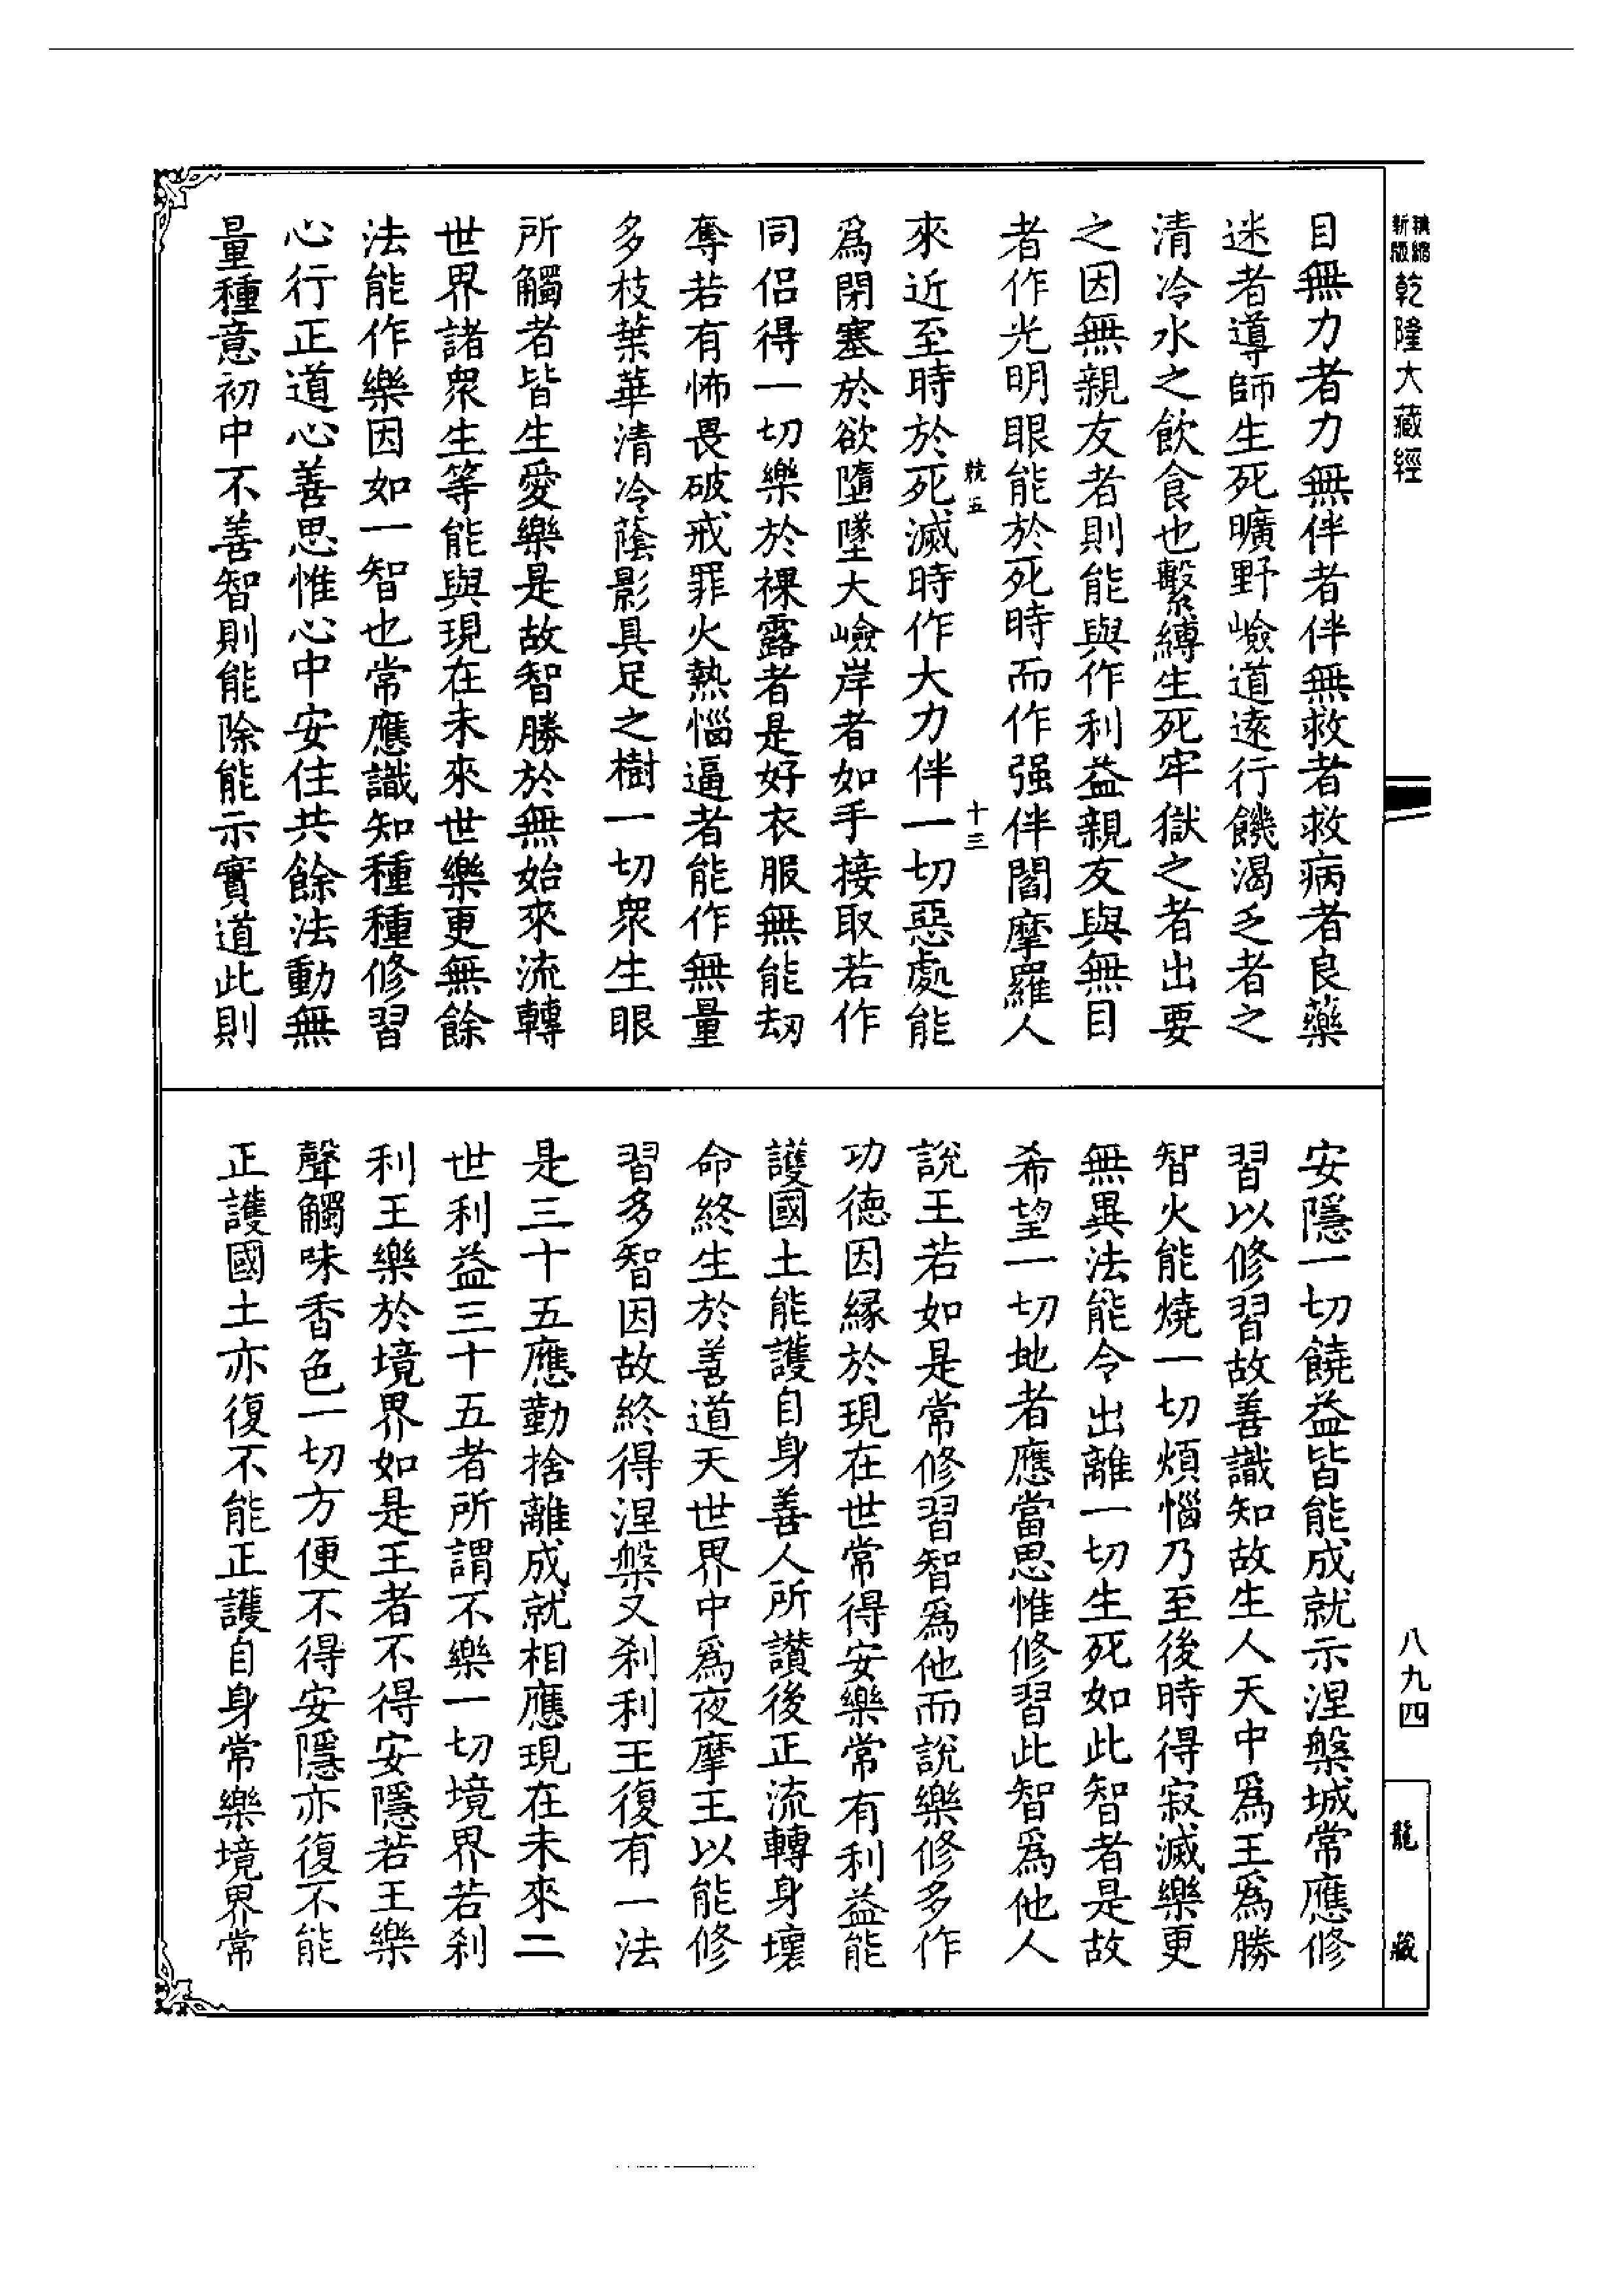 新版 精縮 乾隆大藏經
目無力者力無伴者伴無救者救病者良藥
迷者導師生死曠野嶮道遠行饑渴乏者之
清冷水之飲食也繫縛生死牢獄之者出要
之因無親友者則能與作利益親友與無目
者作光明眼能於死時而作强伴閻摩羅人
十三
來近至時於死滅時作大力伴一切惡處能
爲閉塞於欲墮墜大嶮岸者如手接取若作
同侶得一切樂於裸露者是好衣服無能劫
奪若有怖畏破戒罪火熱惱逼者能作無量
多枝葉華清冷蔭影具足之樹一切眾生眼
所觸者皆生愛樂是故智勝於無始來流轉
世界諸眾生等能與現在未來世樂更無餘
法能作樂因如一智也常應識知種種修習
心行正道心善思惟心中安住共餘法動無
量種意初中不善智則能除能示實道此則
安隱一切饒益皆能成就示涅槃城常應修
習以修習故善識知故生人天中爲王爲勝
智火能燒一切煩惱乃至後時得寂滅樂更
無異法能令出離一切生死如此智者是故
希望一切地者應當思惟修習此智爲他人
說王若如是常修習智爲他而說樂修多作
功德因緣於現在世常得安樂常有利益能
護國土能護自身善人所讚後正流轉身壞
命終生於善道天世界中爲夜摩王以能修
習多智因故終得涅槃又刹利王復有一法
是三十五應勤捨離成就相應現在未來二
世利益三十五者所謂不樂一切境界若刹
利王樂於境界如是王者不得安隱若王樂
聲觸味香色一切方便不得安隱亦復不能
正護國土亦復不能正護自身常樂境界常
八九四
龍藏